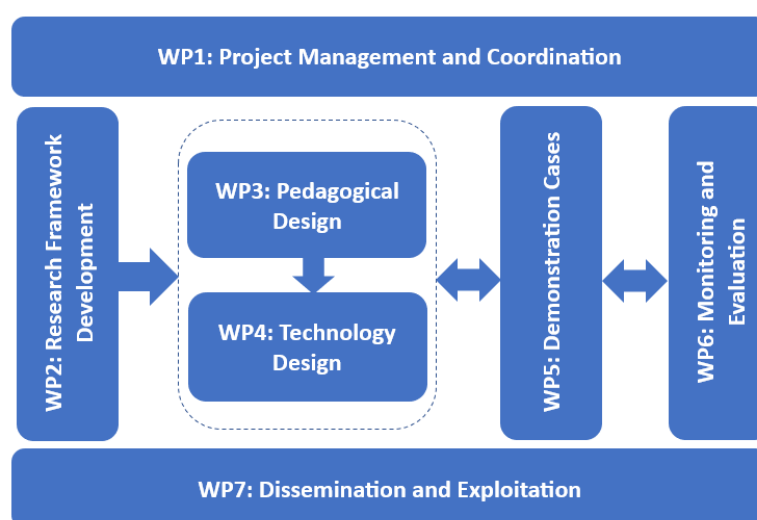 WP1: Project Management and Coordination
WP2: Research Framework
Development
WP3: Pedagogical
Design
WP4: Technology
Design
WP5: Demonstration Cases
WP6: Monitoring and
Evaluation
WP7: Dissemination and Exploitation